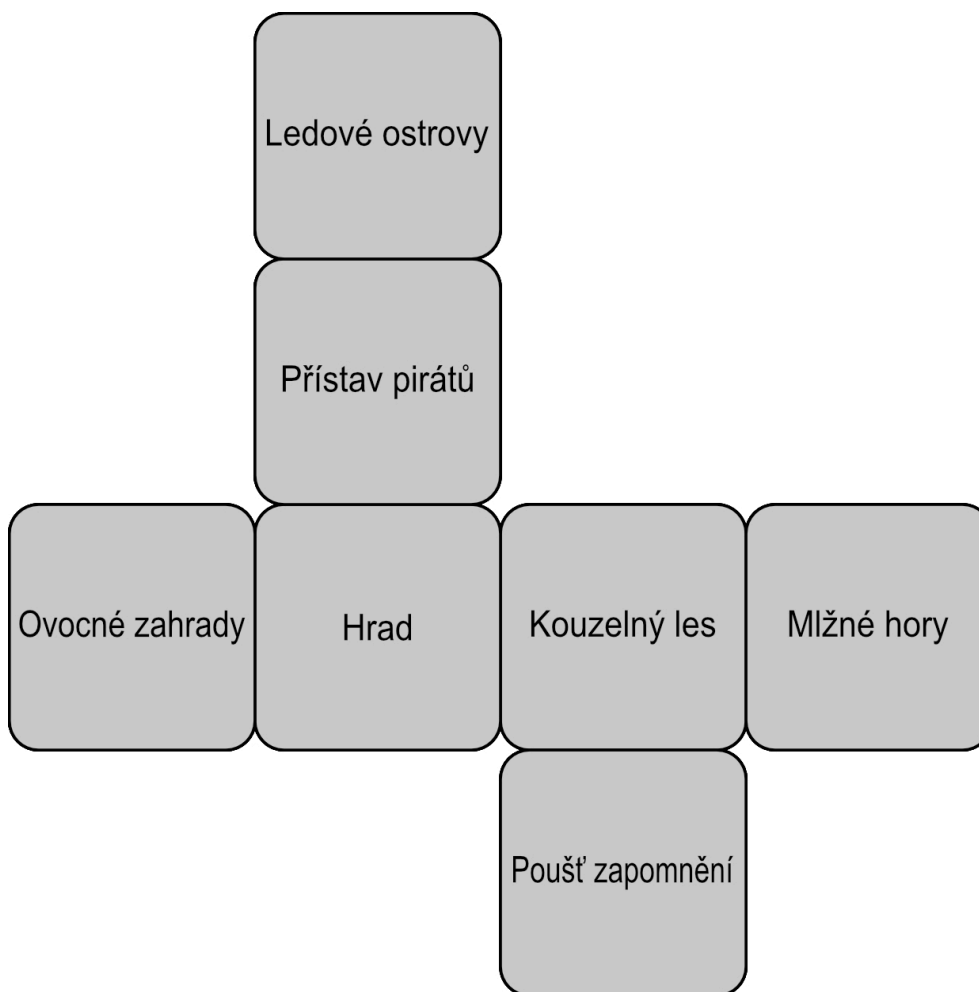 Ledové ostrovy
Přístav pirátů
Ovocné zahrady
Hrad
Kouzelný les
Mlžné hory
Poušť zapomnění